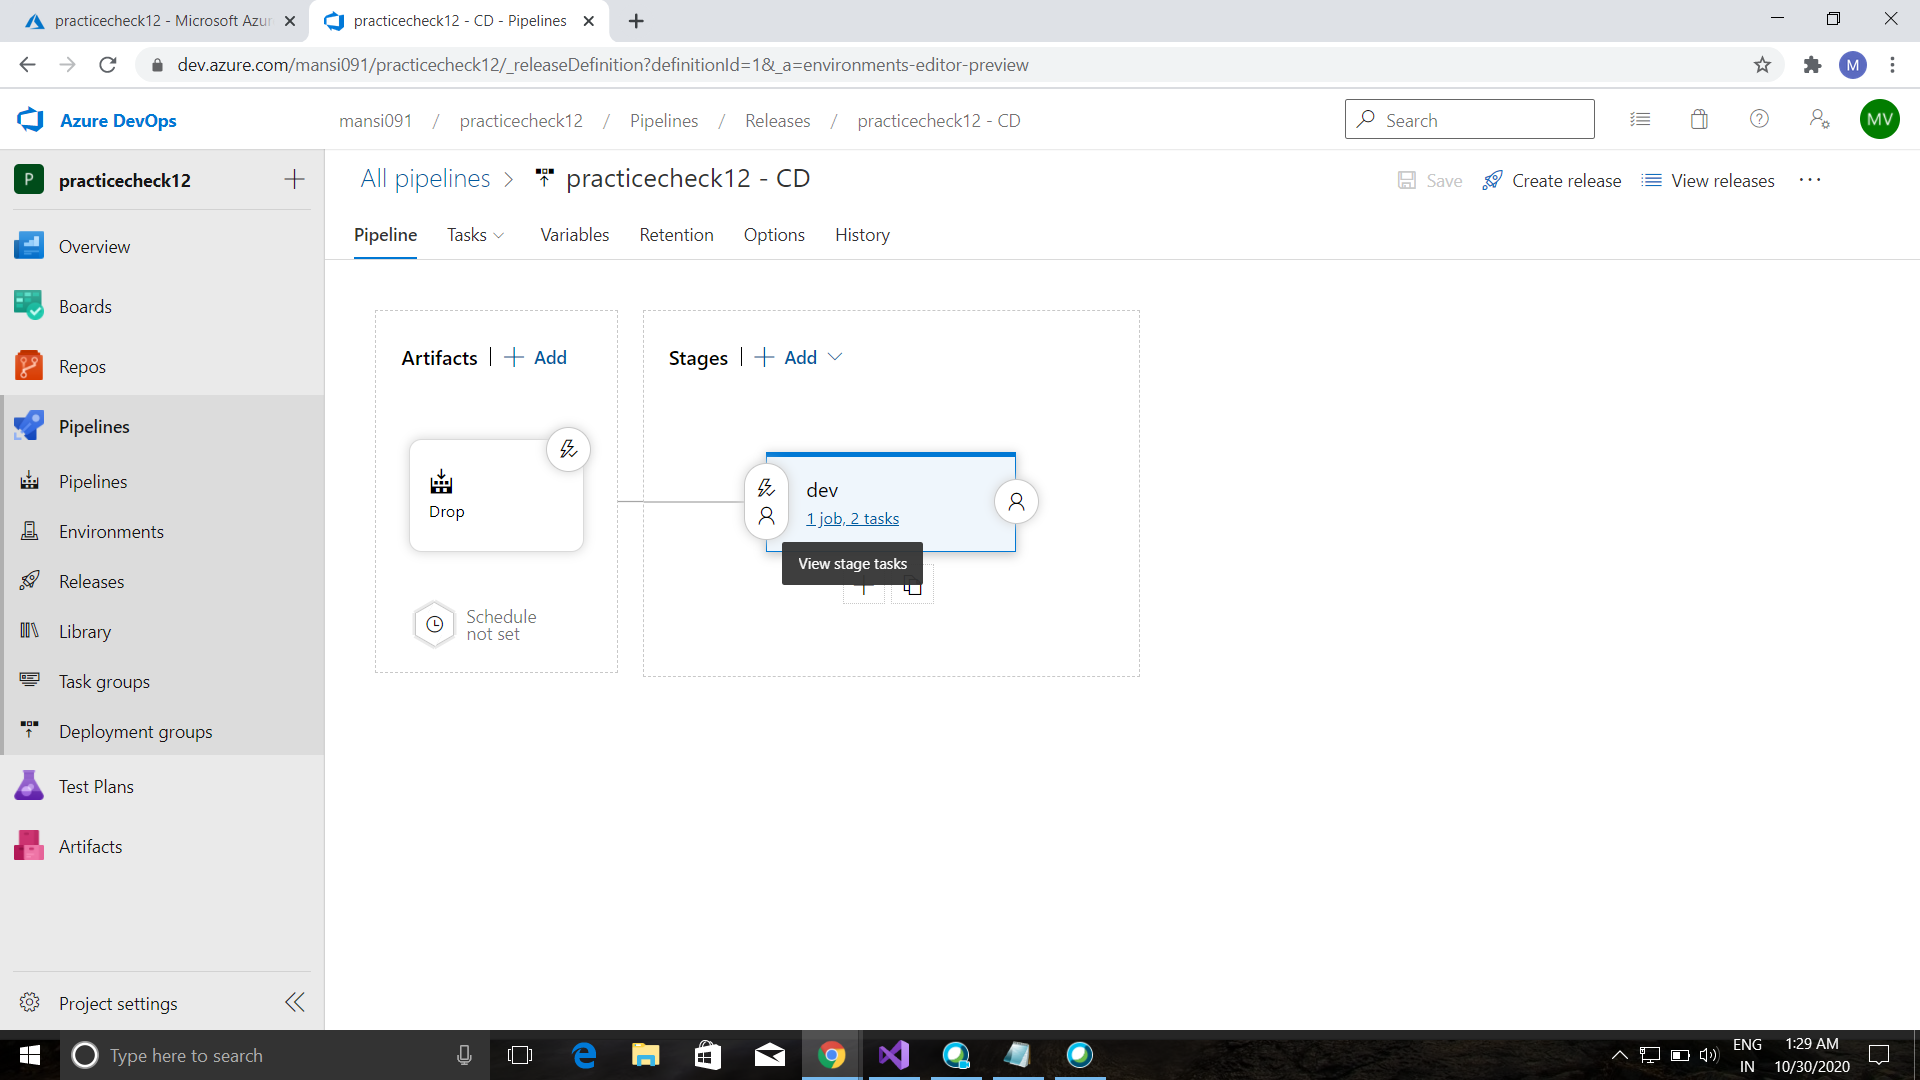 practicecheck12 - Microsoft Azu
practicecheck12 - CD - Pipelines
dev.azure.com/mansi091/practicecheck12/_releaseDefinition?definitionId=1&_a=environments-editor-preview
M
Azure DevOps
mansi091 / practicecheck12 / Pipelines / Releases / practicecheck12 - CD
Search
MV
P practicecheck12
Overview
Boards
Repos
Pipelines
Pipelines
Environments
Releases
Library
Task groups
Deployment groups
Test Plans
Artifacts
Project settings
All pipelines > practicecheck12 - CD
Save
Create release
View releases
Pipeline
Tasks
Variables
Retention
Options
History
Artifacts | + Add
Drop
Schedule
not set
Stages | + Add
dev
1 job, 2 tasks
View stage tasks
Type here to search
ENG
IN
1:29 AM
10/30/2020